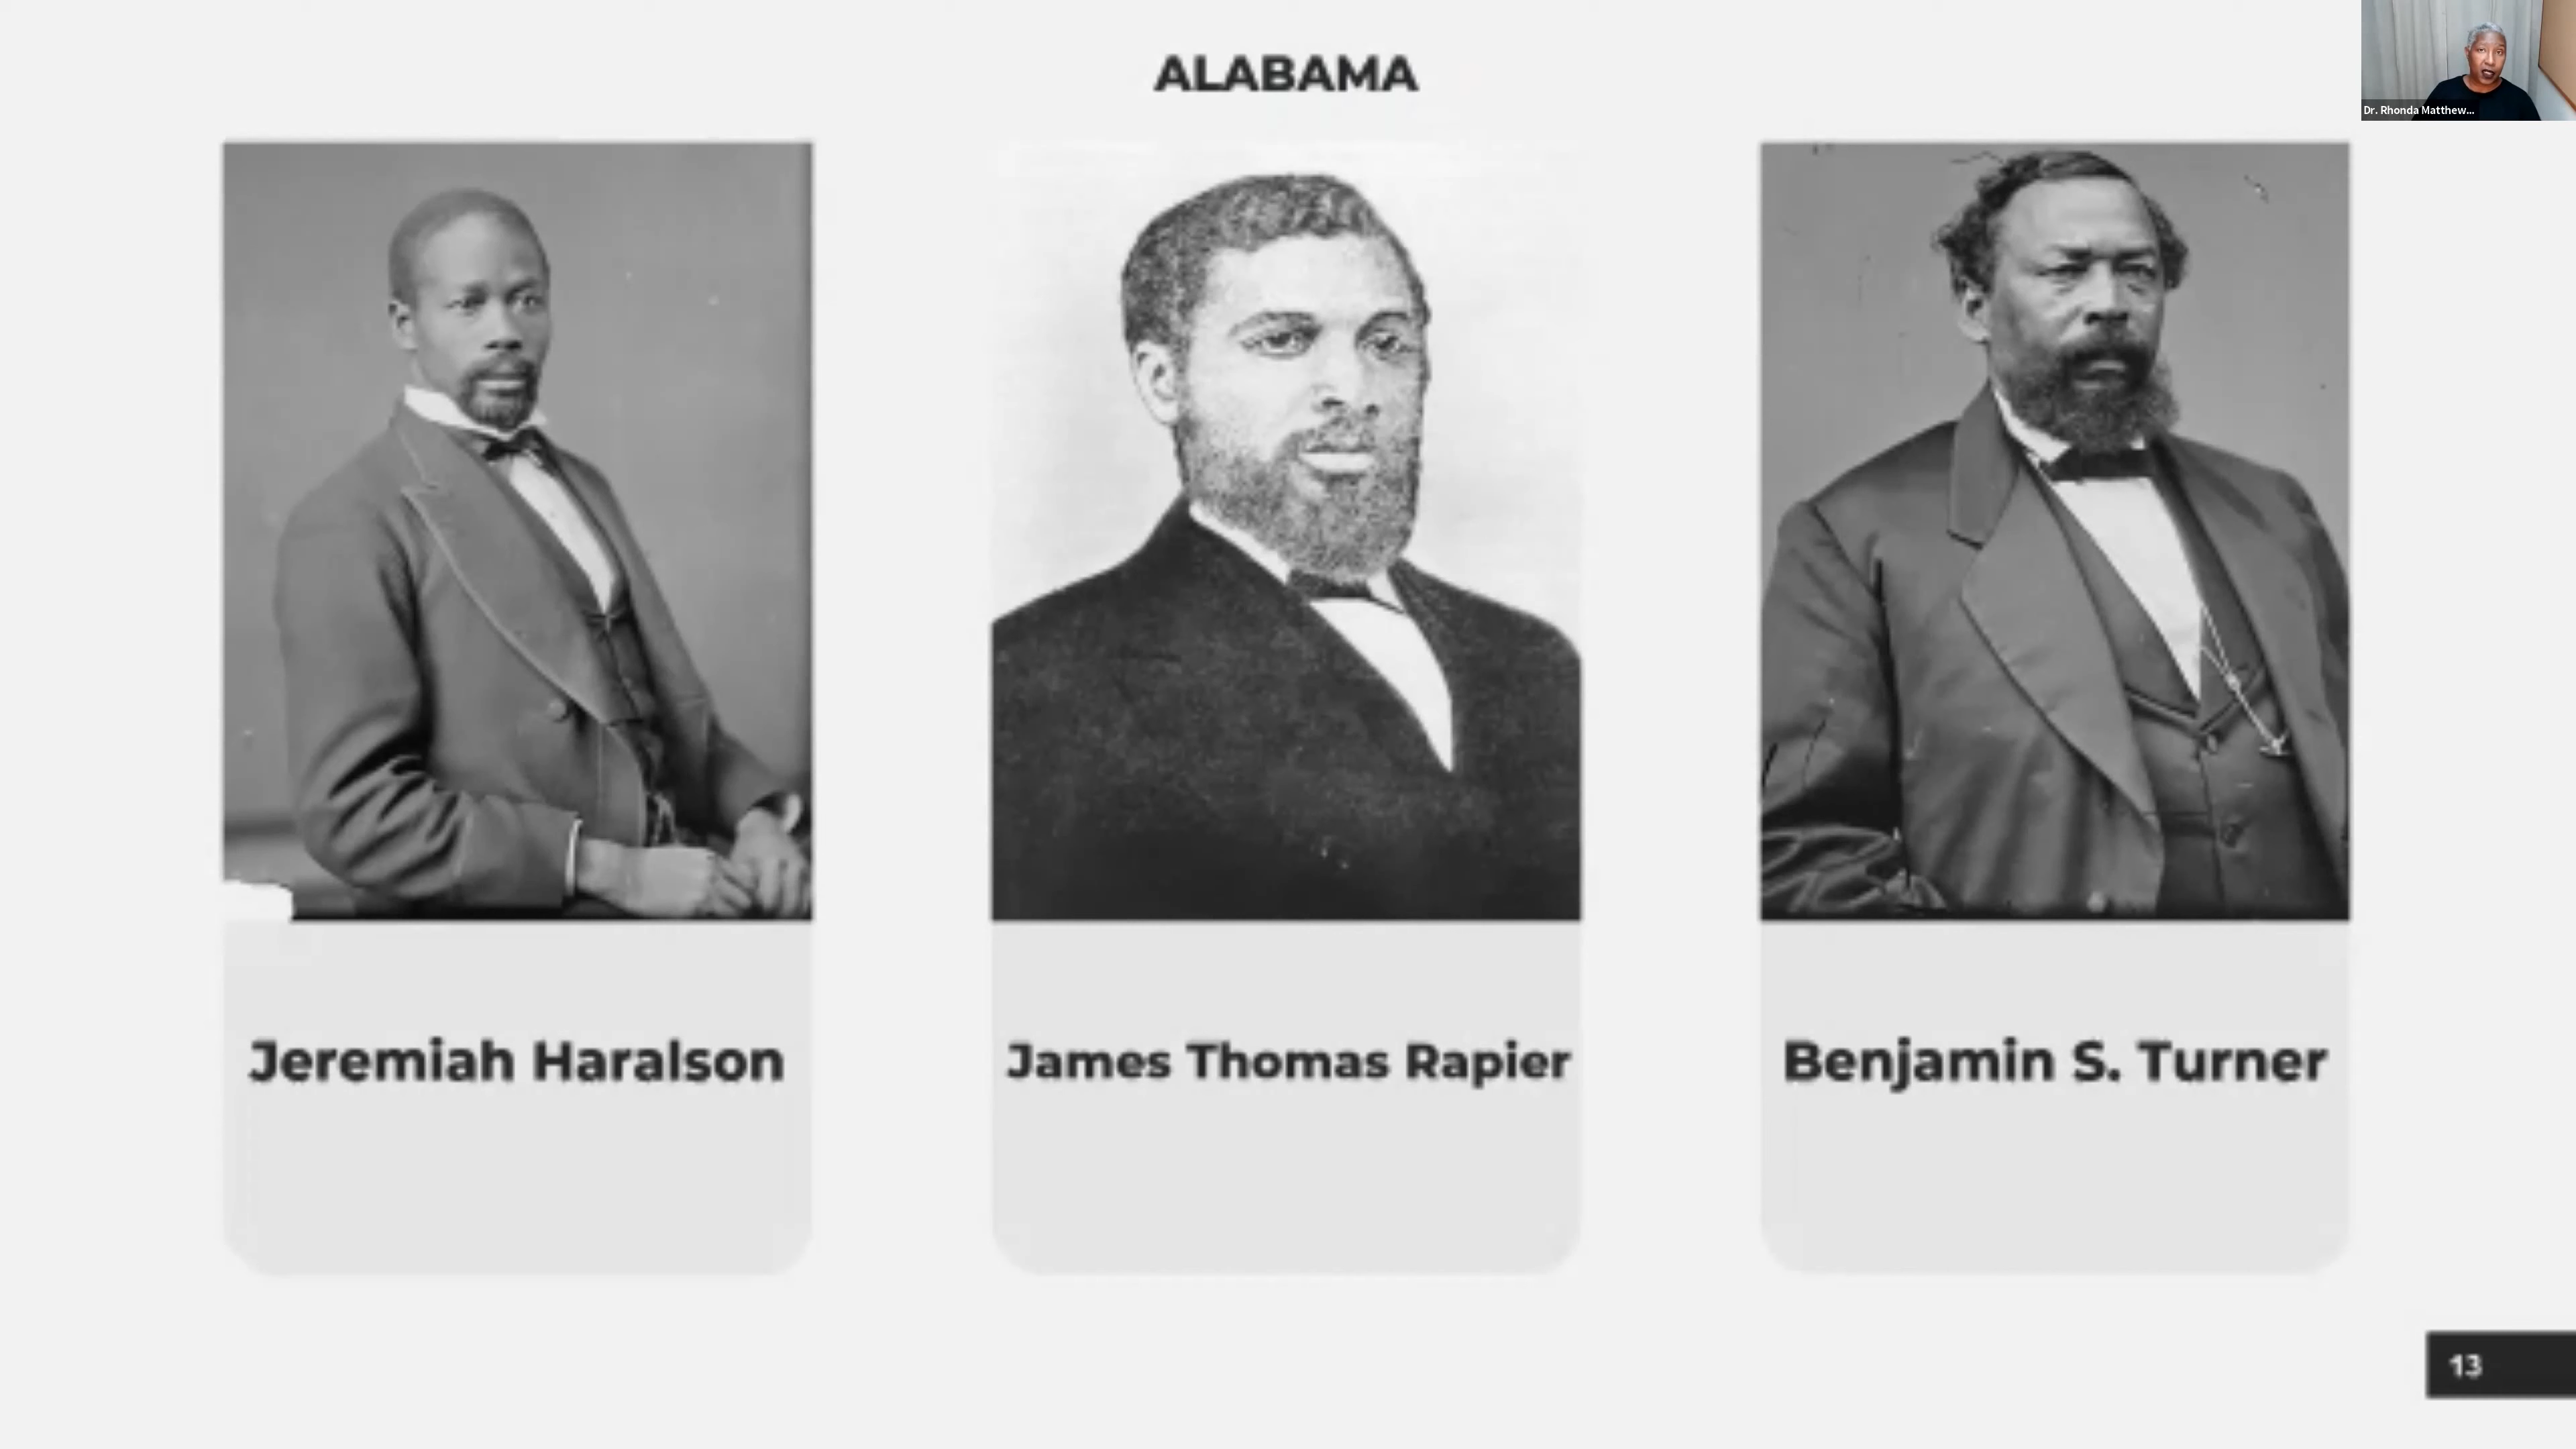 ALABAMA
Dr. Rhonda Matthew...
Jeremiah Haralson
James Thomas Rapier
Benjamin S. Turner
13